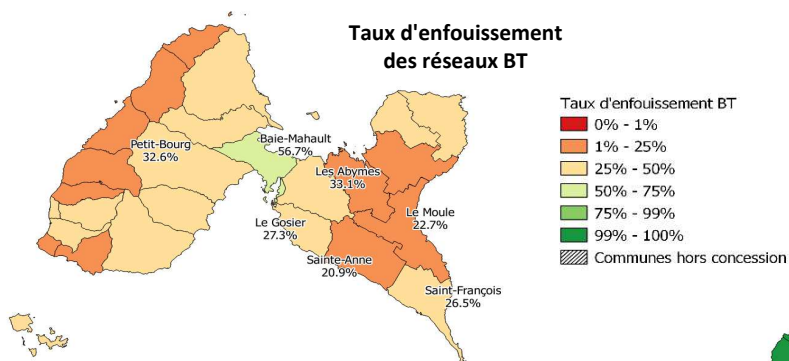 Taux d'enfouissement
des réseaux BT
Baie-Mahault
56.7%
Petit-Bourg
32.6%
Les Abymes
33.1%
Le Moule
22.7%
Le Gosier
27.3%
Sainte-Anne
20.9%
Saint-François
26.5%
Taux d'enfouissement BT
0% - 1%
1% - 25%
25% - 50%
50% - 75%
75% - 99%
99% - 100%
Communes hors concession